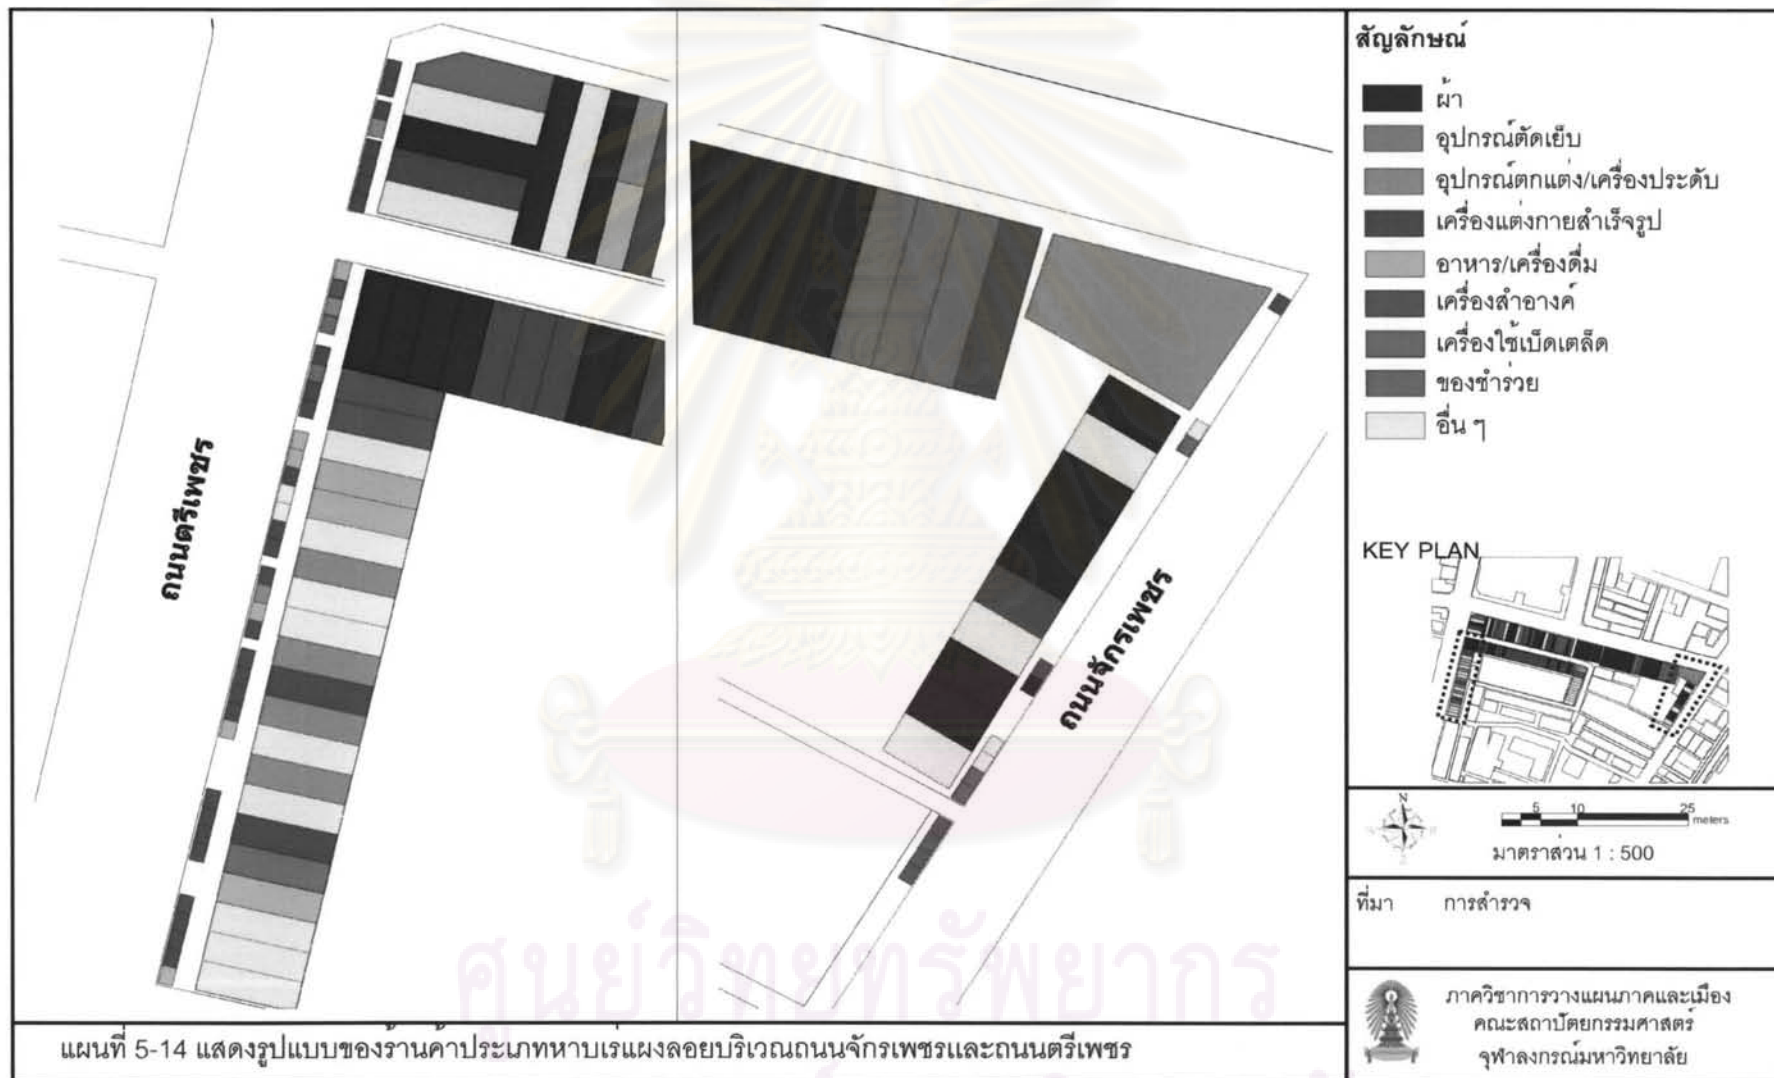 สัญลักษณ์
ผ้า
อุปกรณ์ตัดเย็บ
อุปกรณ์ตกแต่ง/เครื่องประดับ
เครื่องแต่งกายสำเร็จรูป
อาหาร/เครื่องดื่ม
เครื่องสำอางค์
เครื่องใช้เบ็ดเตล็ด
ของชำร่วย
อื่น ๆ
ถนนตรีเพชร
ถนนจักรเพชร
KEY PLAN
N
5 10 25
meters
มาตราส่วน 1 : 500
ที่มา การสำรวจ
ศูนย์วิทยทรัพยากร
ภาควิชาการวางแผนภาคและเมือง
คณะสถาปัตยกรรมศาสตร์
จุฬาลงกรณ์มหาวิทยาลัย
แผนที่ 5-14 แสดงรูปแบบของร้านค้าประเภทหาบเร่แผงลอยบริเวณถนนจักรเพชรและถนนตรีเพชร